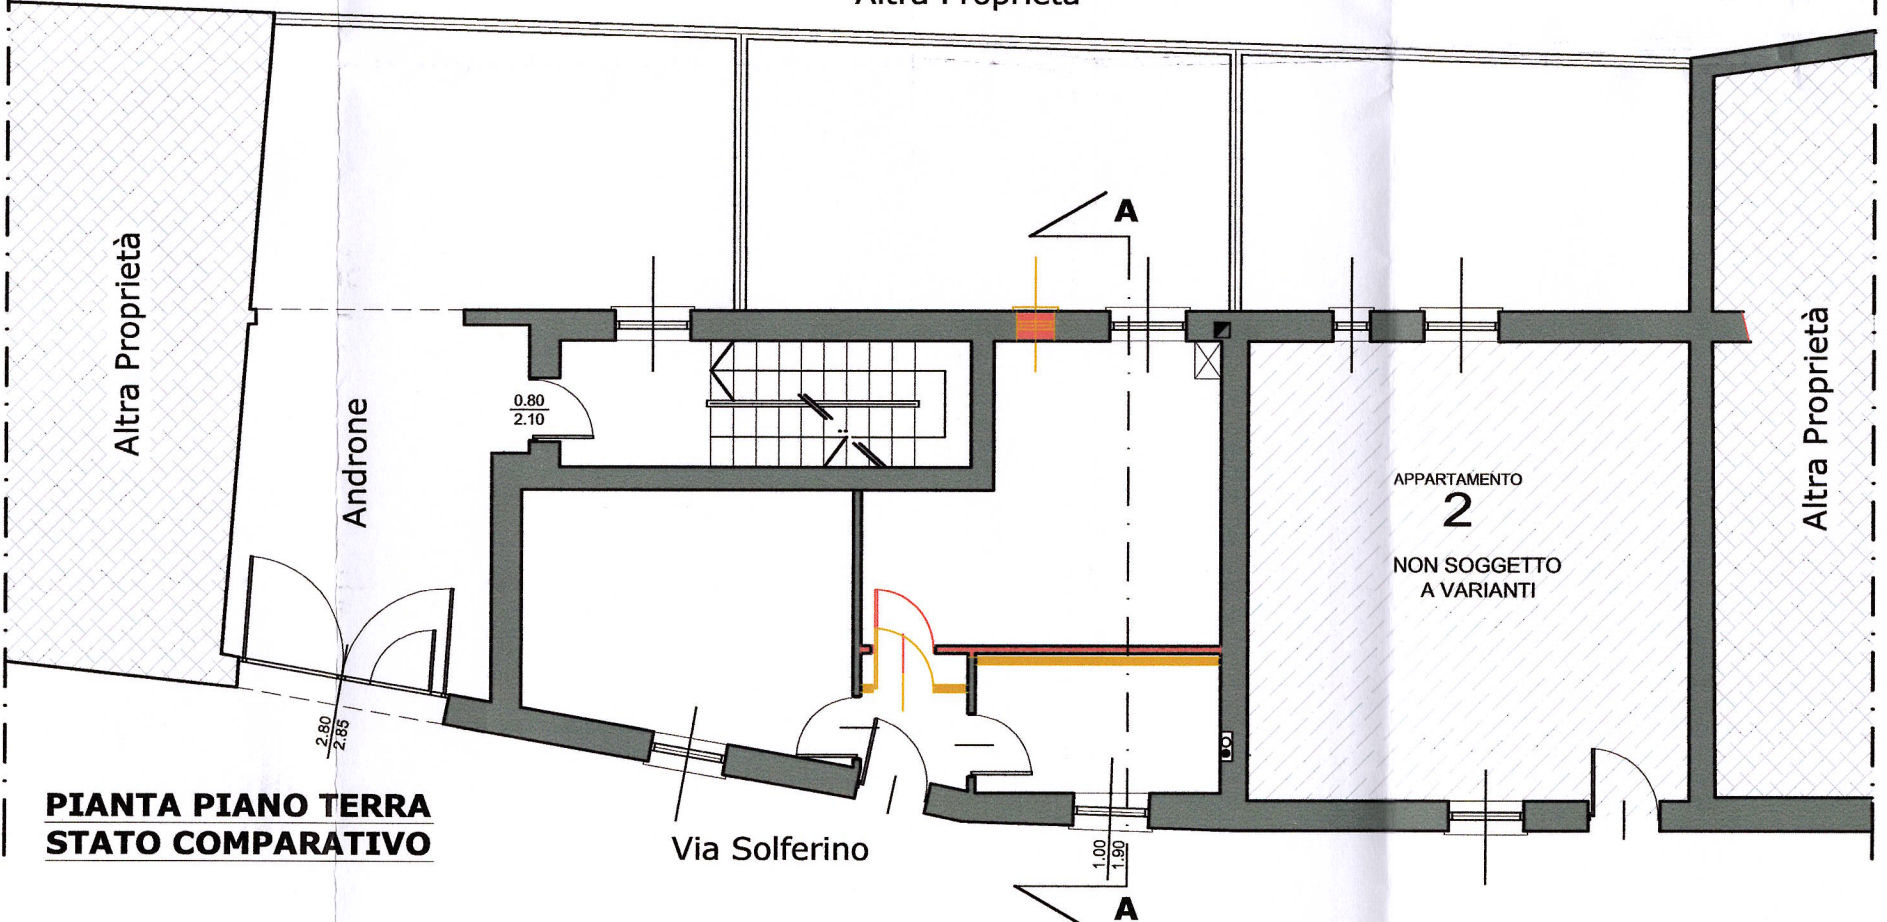 Altra Proprietà
A
Altra Proprietà
Androne
0.80
2.10
APPARTAMENTO
2
NON SOGGETTO
A VARIANTI
Altra Proprietà
2.80
2.85
PIANTA PIANO TERRA
STATO COMPARATIVO
Via Solferino
1.00
1.90
A